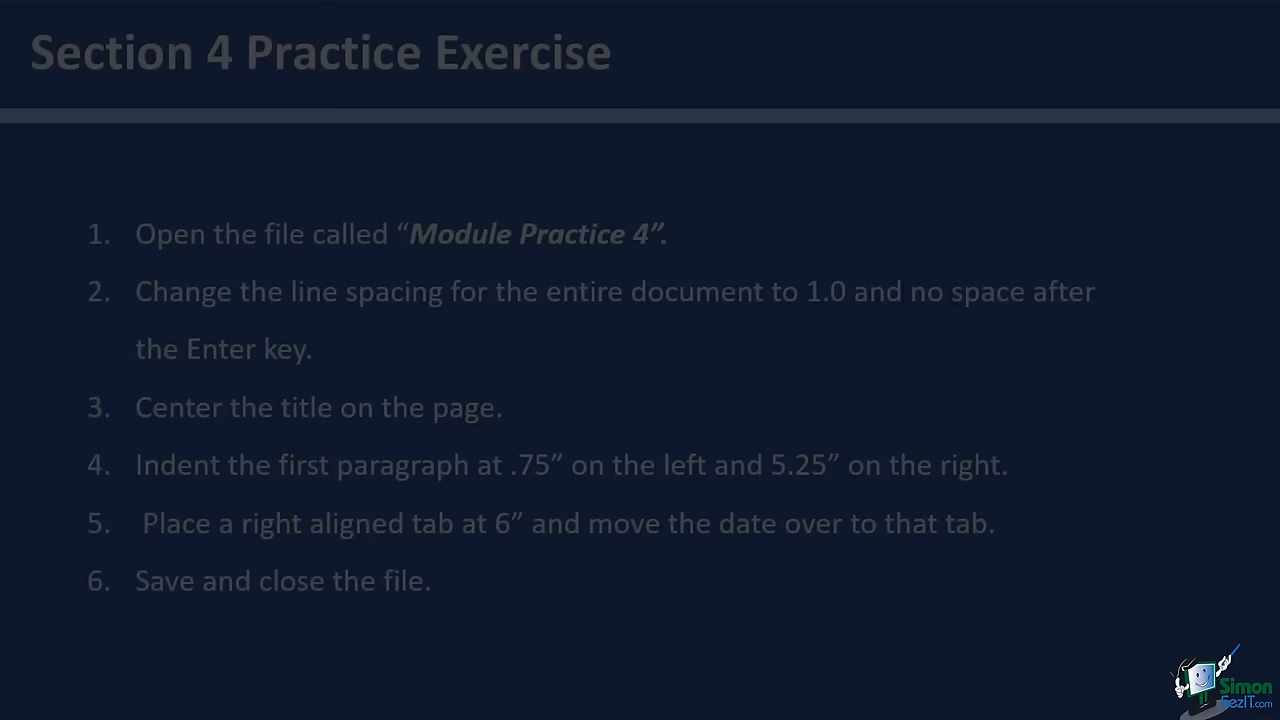 Section 4 Practice Exercise
1. Open the file called “Module Practice 4”.
2. Change the line spacing for the entire document to 1.0 and no space after
the Enter key.
3. Center the title on the page.
4. Indent the first paragraph at .75” on the left and 5.25” on the right.
5. Place a right aligned tab at 6” and move the date over to that tab.
6. Save and close the file.
Simon
SezIT.com